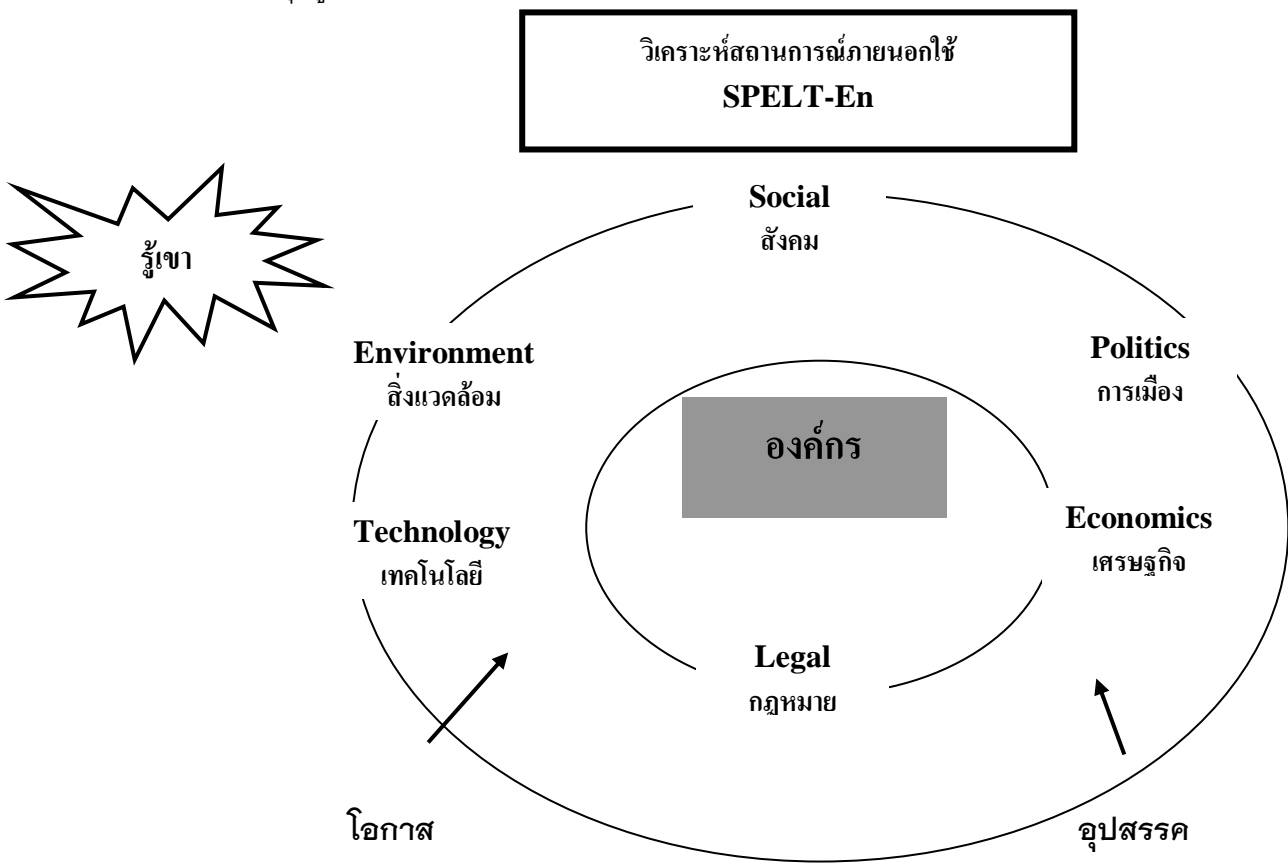 วิเคราะห์สถานการณ์ภายนอกใช้
SPELT-En
Social
สังคม
รู้เขา
Environment
สิ่งแวดล้อม
Politics
การเมือง
องค์กร
Technology
เทคโนโลยี
Economics
เศรษฐกิจ
Legal
กฎหมาย
โอกาส
อุปสรรค